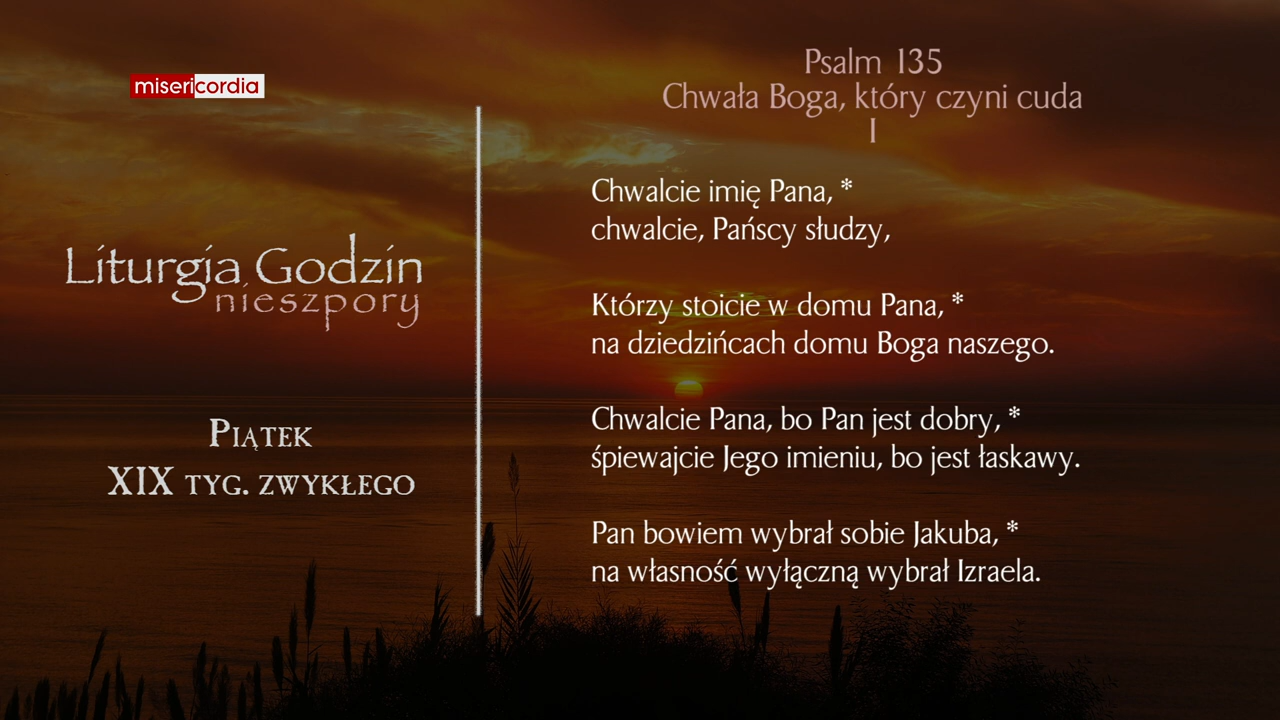 misericordia
Liturgia Godzin
nieszpory
Piątek
XIX tyg. zwykłego
Psalm 135
Chwała Boga, który czyni cuda
I
Chwalcie imię Pana, *
chwalcie, Pańscy słudzy,
Którzy stoicie w domu Pana, *
na dziedzińcach domu Boga naszego.
Chwalcie Pana, bo Pan jest dobry, *
śpiewajcie Jego imieniu, bo jest łaskawy.
Pan bowiem wybrał sobie Jakuba, *
na własność wyłączną wybrał Izraela.